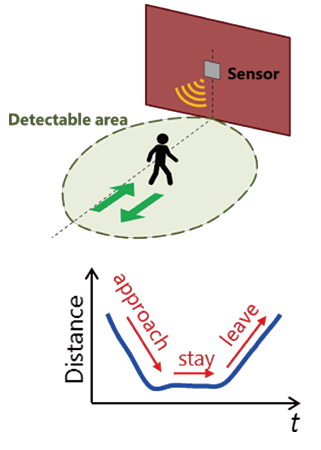 Sensor
Detectable area
approach
stay
leave
Distance
t